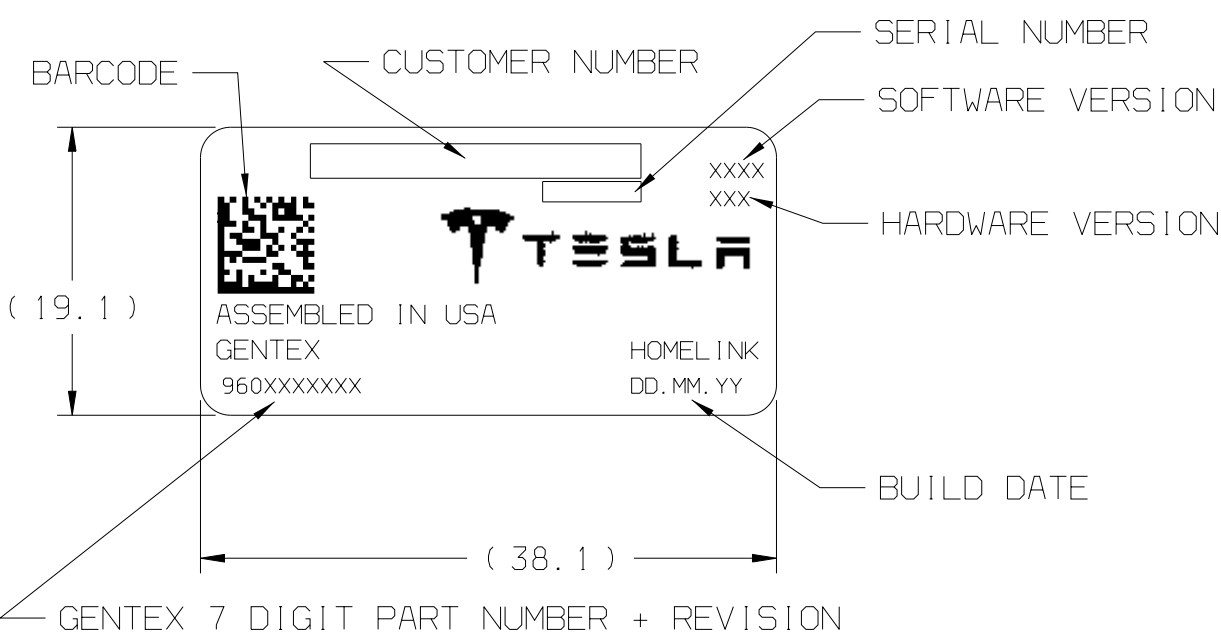 SERIAL NUMBER
BARCODE
CUSTOMER NUMBER
SOFTWARE VERSION
XXXX
XXX
HARDWARE VERSION
TESLA
(19.1)
ASSEMBLED IN USA
GENTEX
HOMELINK
960XXXXXXX
DD.MM.YY
BUILD DATE
(38.1)
GENTEX 7 DIGIT PART NUMBER + REVISION